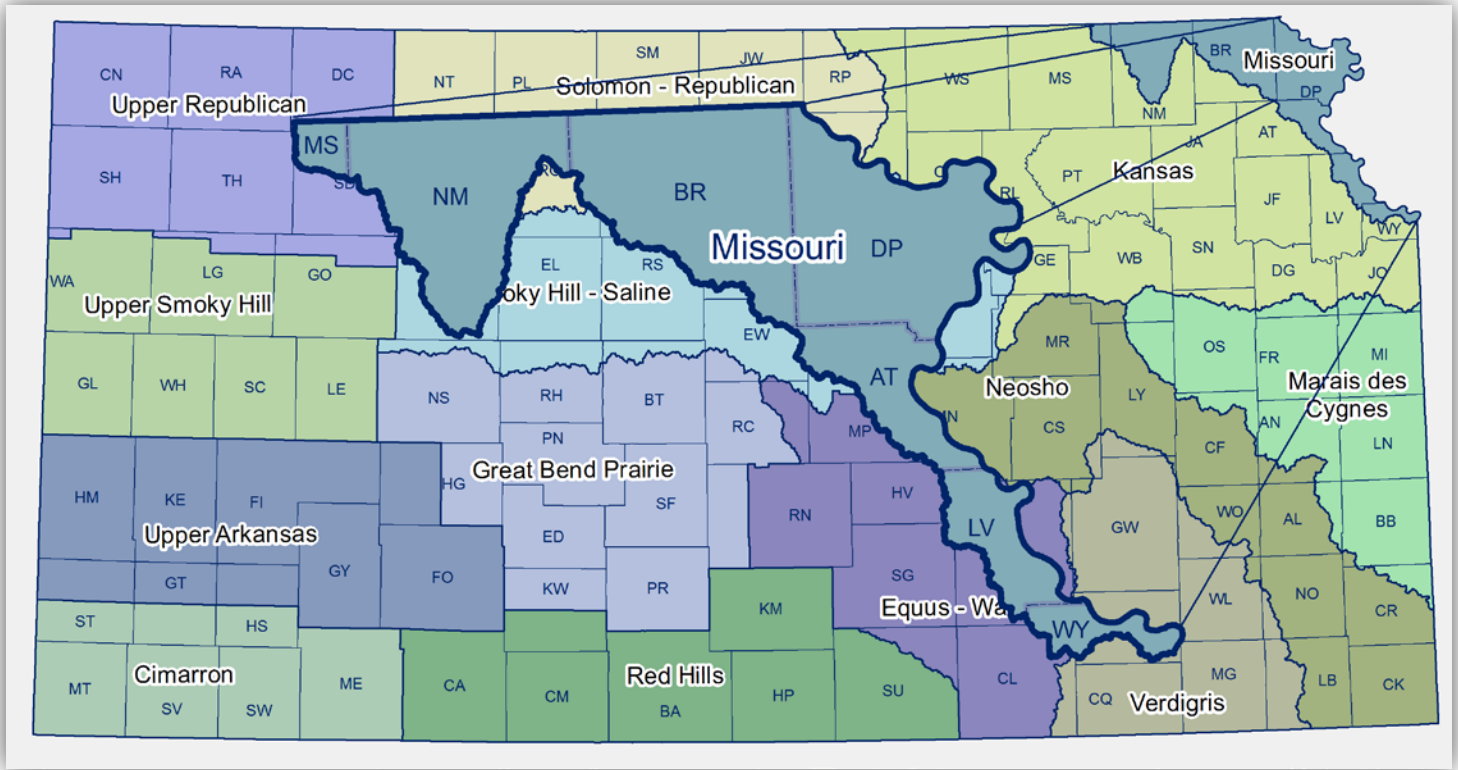 CN
RA
DC
NT
PL
SM
JW
RP
WS
MS
NM
BR
Missouri
DP
Upper Republican
Solomon - Republican
MS
SH
TH
NM
BR
RL
PT
Kansas
JA
AT
JF
LV
WY
Missouri
DP
WA
LG
GO
Upper Smoky Hill
EL
RS
oky Hill - Saline
EW
GE
WB
SN
DG
JO
GL
WH
SC
LE
NS
RH
BT
RC
PN
AT
MR
Neosho
LY
CS
OS
FR
MI
Marais des
Cygnes
AN
LN
CF
MP
Great Bend Prairie
HG
SF
HM
KE
FI
Upper Arkansas
ED
RN
HV
LV
GW
WO
AL
BB
GT
GY
FO
KW
PR
SG
Equus - Wa
KM
WL
NO
CR
ST
HS
WY
Cimarron
MT
SV
SW
ME
CA
CM
Red Hills
BA
HP
SU
CL
CQ
Verdigris
MG
LB
CK